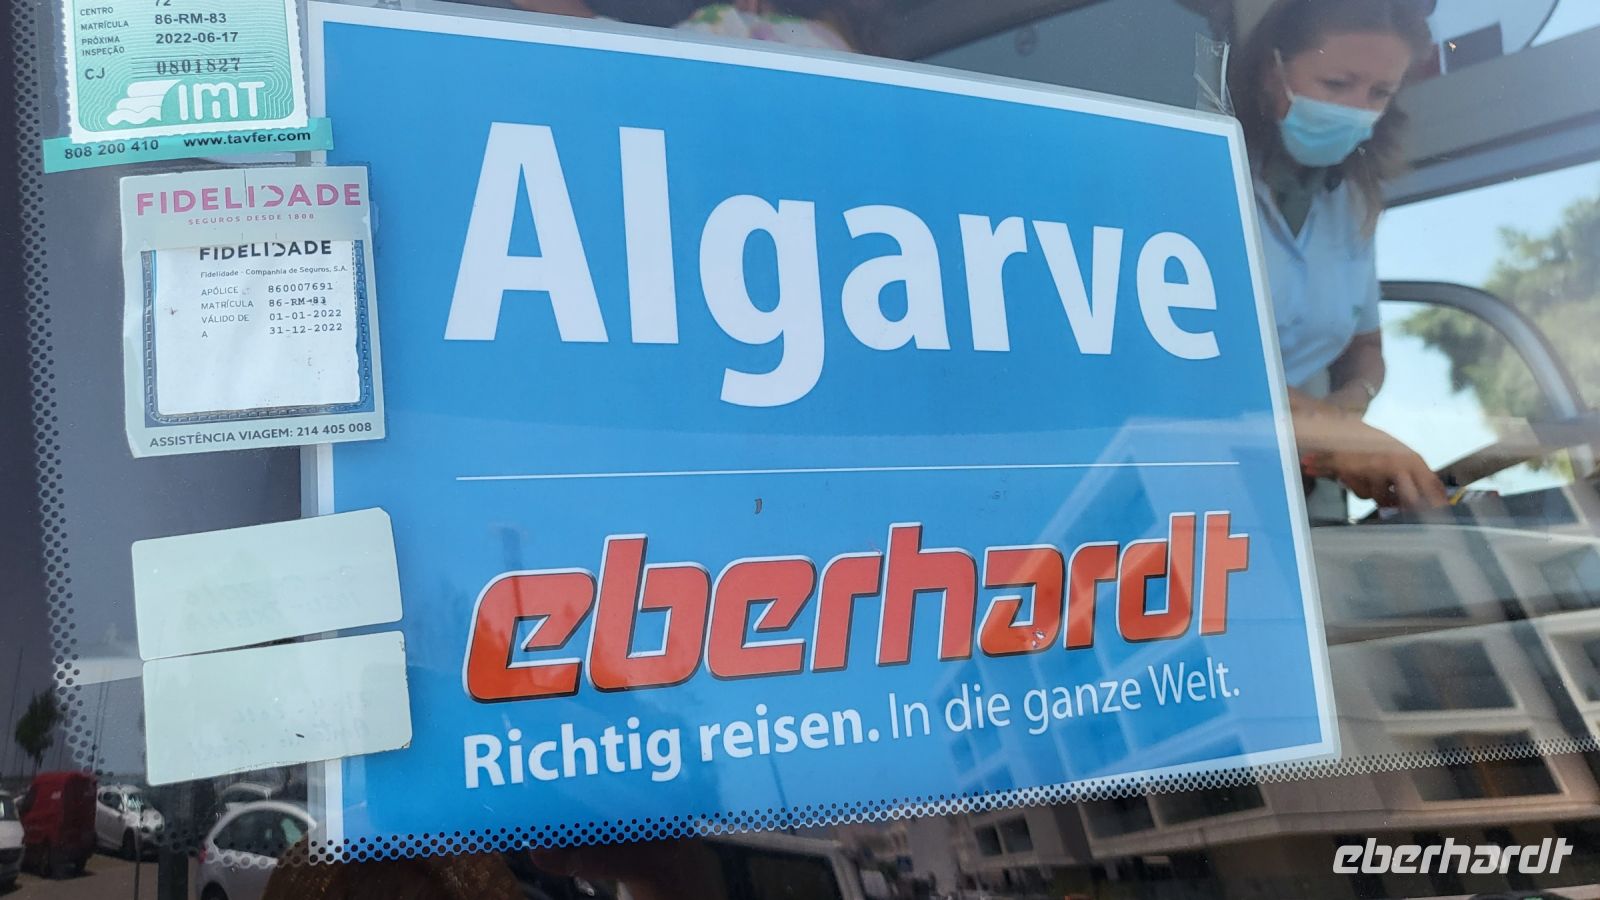 CENTRO 72
MATRÍCULA 86-RM-83
PRÓXIMA INSPEÇÃO 2022-06-17
CJ 0801827
IMT
808 200 410 www.tavfer.com
FIDELIDADE
SEGUROS DESDE 1808
FIDELIDADE
Fidelidade - Companhia de Seguros, S.A.
APÓLICE 860007691
MATRÍCULA 86-RM-83
VÁLIDO DE 01-01-2022
A 31-12-2022
ASSISTÊNCIA VIAGEM: 214 405 008
Algarve
eberhardt
Richtig reisen. In die ganze Welt.
eberhardt